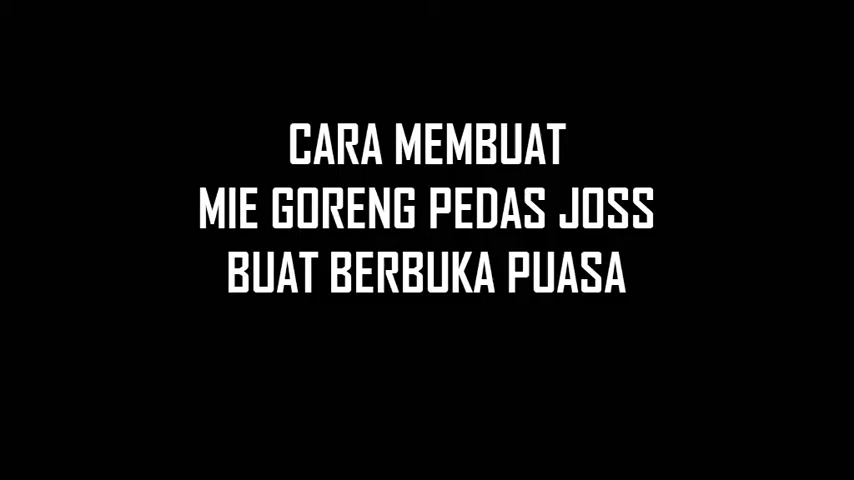 CARA MEMBUAT
MIE GORENG PEDAS JOSS
BUAT BERBUKA PUASA